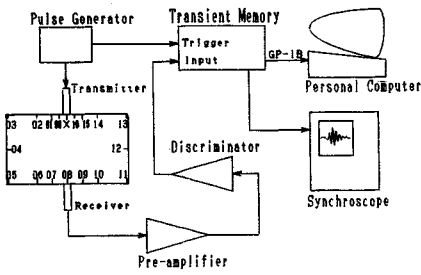 Pulse Generator
Transient Memory
Trigger
Input
GP-IB
Personal Computer
Transmitter
03 02 14 13
04 12
05 06 07 08 09 10 11
Receiver
Discriminator
Pre-amplifier
Synchroscope